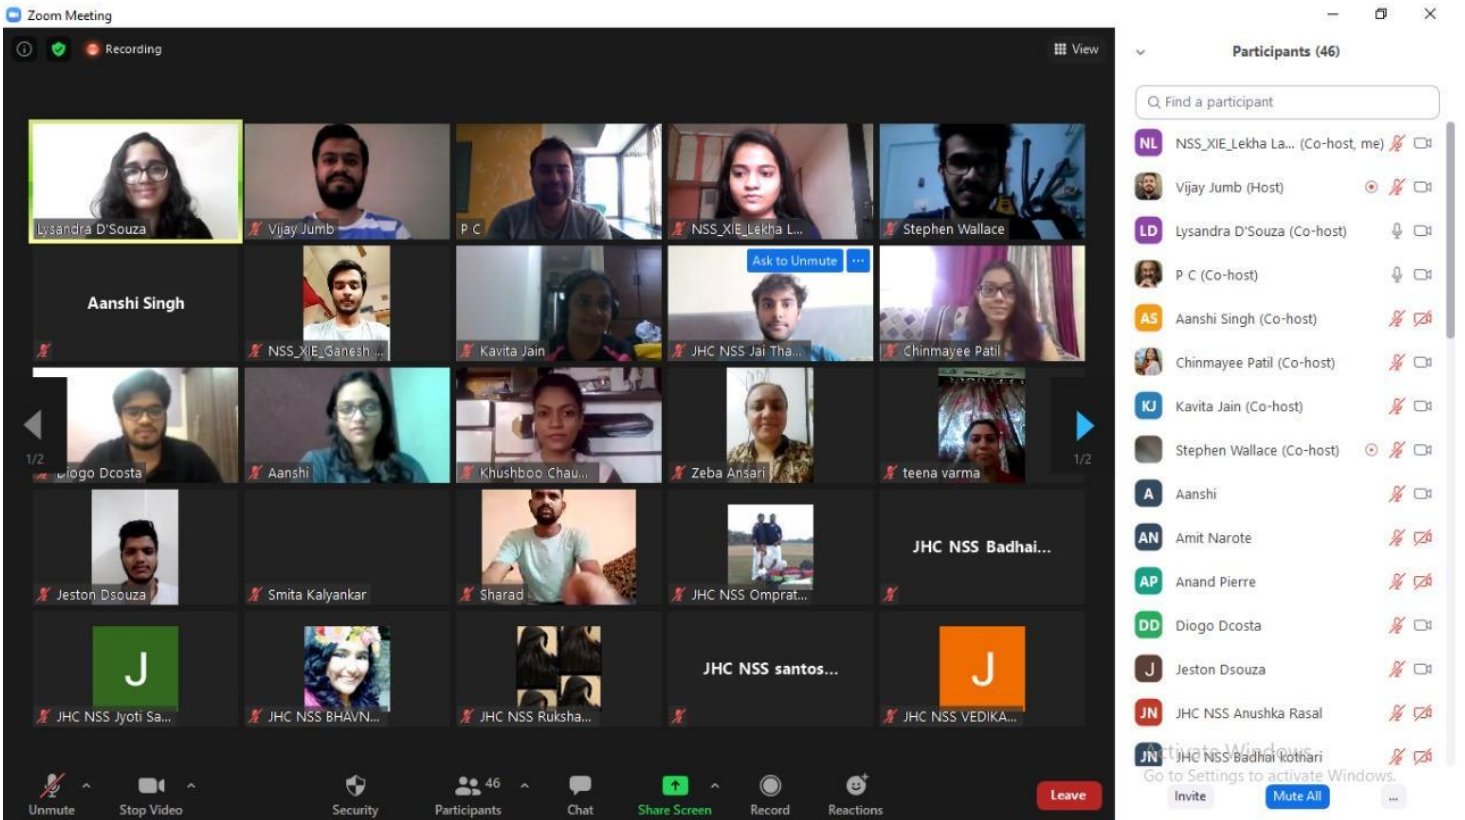 Zoom Meeting
Recording
View
Lysandra D'Souza
Vijay Jumb
P C
NSS_XIE_Lekha L...
Stephen Wallace
Aanshi Singh
NSS_XIE_Ganesh ...
Kavita Jain
Ask to Unmute ...
JHC NSS Jai Tha...
Chinmayee Patil
1/2
Diogo Dcosta
Aanshi
Khushboo Chau...
Zeba Ansari
teena varma
1/2
Jeston Dsouza
Smita Kalyankar
Sharad
JHC NSS Omprat...
JHC NSS Badhai...
J
JHC NSS Jyoti Sa...
JHC NSS BHAVN...
JHC NSS Ruksha...
JHC NSS santos...
J
JHC NSS VEDIKA...
Unmute
Stop Video
Security
46
Participants
Chat
Share Screen
Record
Reactions
Leave
Participants (46)
Find a participant
NL NSS_XIE_Lekha La... (Co-host, me)
Vijay Jumb (Host)
LD Lysandra D'Souza (Co-host)
P C (Co-host)
AS Aanshi Singh (Co-host)
Chinmayee Patil (Co-host)
KJ Kavita Jain (Co-host)
Stephen Wallace (Co-host)
A Aanshi
AN Amit Narote
AP Anand Pierre
DD Diogo Dcosta
J Jeston Dsouza
JN JHC NSS Anushka Rasal
JN JHC NSS Badhai kothari
Activate Windows
Go to Settings to activate Windows.
Invite
Mute All
...